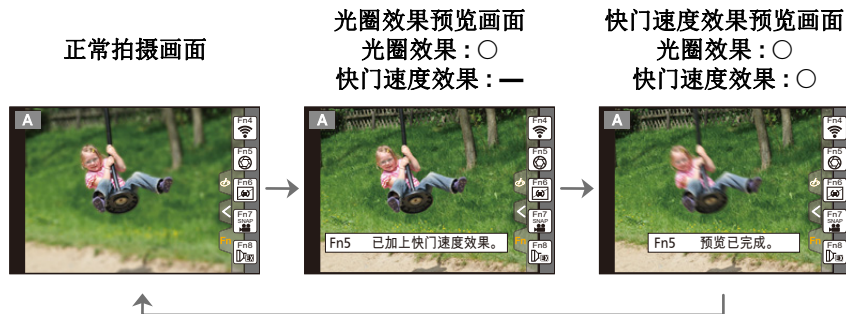 正常拍摄画面
光圈效果预览画面
光圈效果 : ○
快门速度效果 : —
快门速度效果预览画面
光圈效果 : ○
快门速度效果 : ○
A
Fn4
Fn5
Fn6
Fn7
SNAP
Fn
Fn8
A
Fn4
Fn5
Fn6
Fn7
SNAP
Fn8
Fn5 已加上快门速度效果。
A
Fn4
Fn5
Fn6
Fn7
SNAP
Fn8
Fn5 预览已完成。